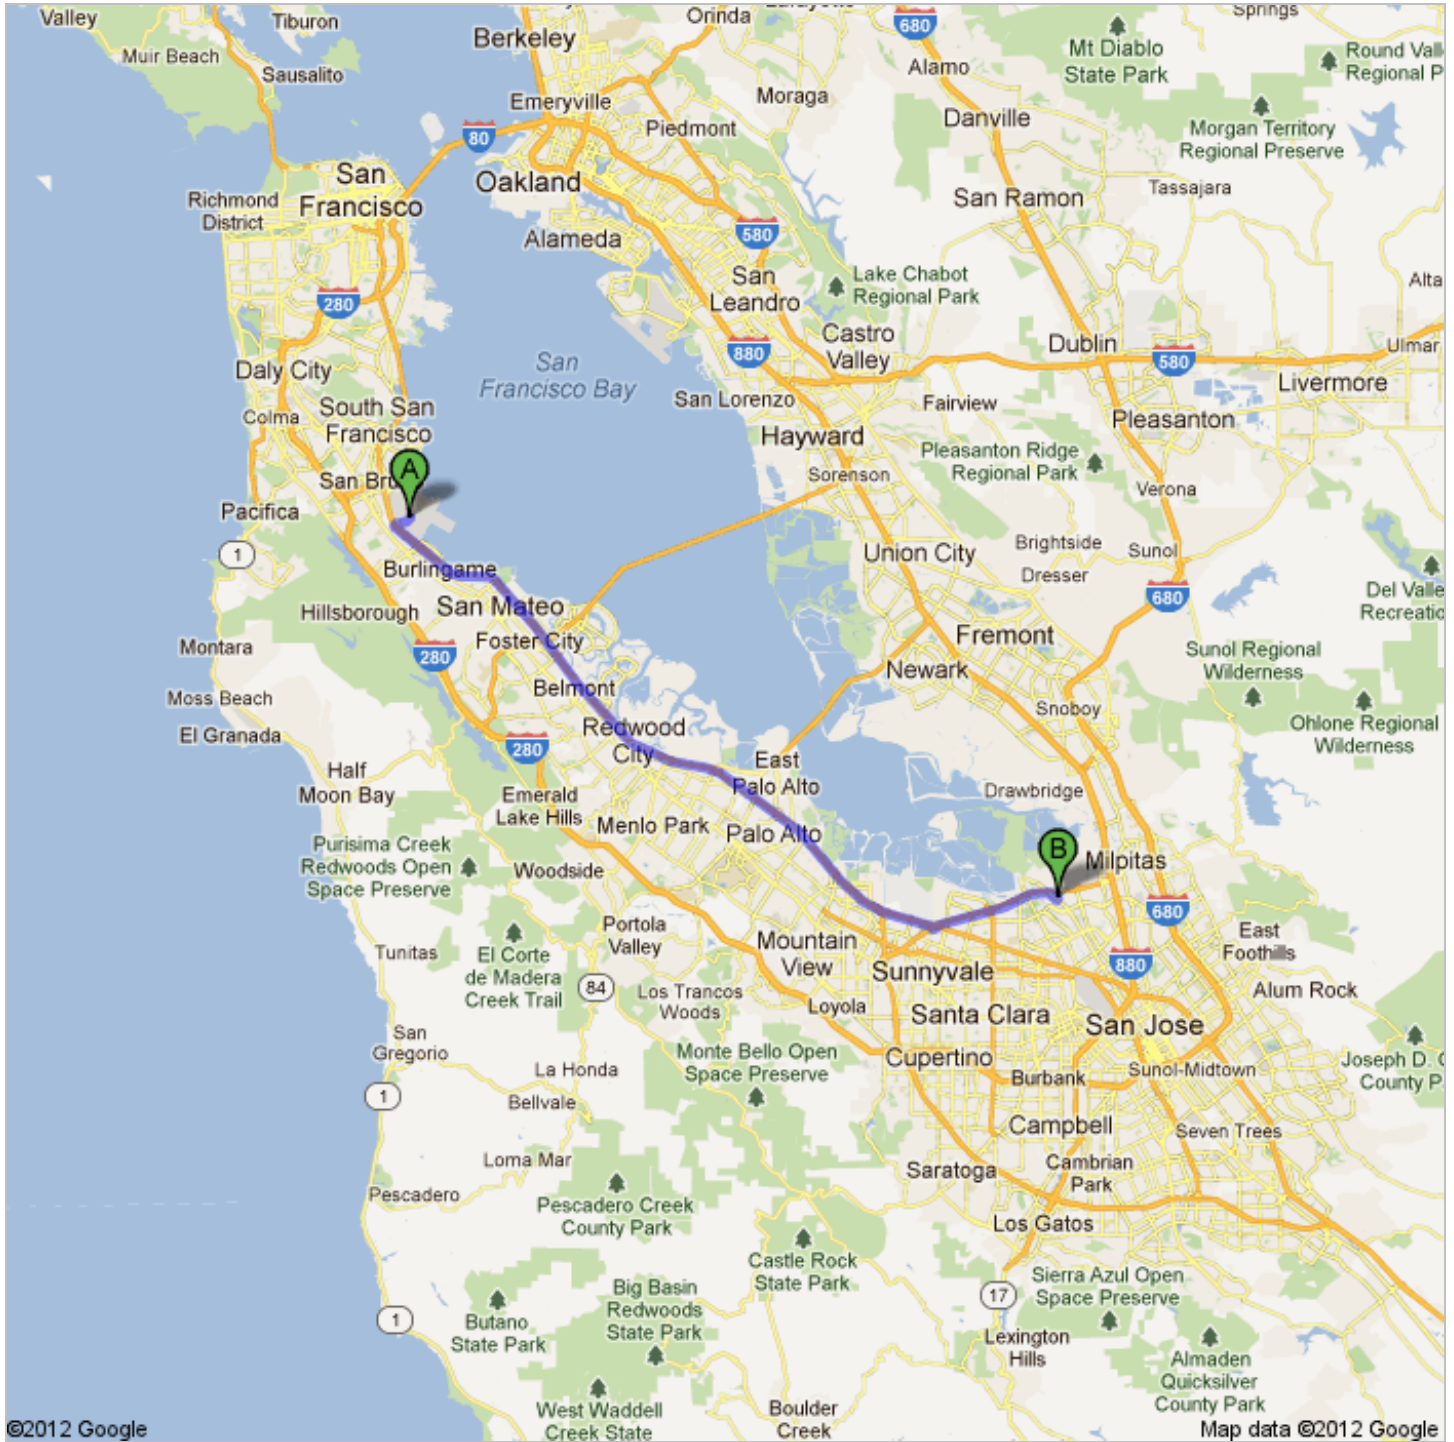 Valley
Tiburon
Muir Beach
Sausalito
Berkeley
Orinda
680
Springs
Alamo
Mt Diablo
State Park
Round Vall
Regional P
Emeryville
Moraga
80
Piedmont
Danville
Morgan Territory
Regional Preserve
San
Francisco
Richmond
District
Oakland
San Ramon
Tassajara
Alameda
580
San
Leandro
Lake Chabot
Regional Park
Alta
280
880
Castro
Valley
Dublin
580
Ulmar
Livermore
Daly City
San
Francisco Bay
San Lorenzo
Fairview
Pleasanton
Colma
South San
Francisco
Hayward
Pleasanton Ridge
Regional Park
A
San Bru
Sorenson
Verona
Pacifica
1
Union City
Brightside
Sunol
Dresser
Burlingame
680
Del Valle
Recreatio
Hillsborough
San Mateo
Foster City
Fremont
280
Montara
Newark
Sunol Regional
Wilderness
Moss Beach
Belmont
Snoboy
Ohlone Regional
Wilderness
El Granada
Redwood
City
280
East
Palo Alto
Half
Moon Bay
Emerald
Lake Hills
Drawbridge
Menlo Park
Palo Alto
Purisima Creek
Redwoods Open
Space Preserve
Woodside
B
Milpitas
680
Portola
Valley
Mountain
View
East
Foothills
Tunitas
El Corte
de Madera
Creek Trail
84
Los Trancos
Woods
Sunnyvale
880
Alum Rock
Loyola
Santa Clara
San Jose
San
Gregorio
Monte Bello Open
Space Preserve
Cupertino
Joseph D. G
County P
La Honda
Burbank
Sunol-Midtown
1
Bellvale
Campbell
Seven Trees
Loma Mar
Saratoga
Cambrian
Park
Pescadero
Pescadero Creek
County Park
Los Gatos
Castle Rock
State Park
Sierra Azul Open
Space Preserve
17
Big Basin
Redwoods
State Park
1
Butano
State Park
Lexington
Hills
Almaden
Quicksilver
County Park
West Waddell
Creek State
Boulder
Creek
©2012 Google
Map data ©2012 Google